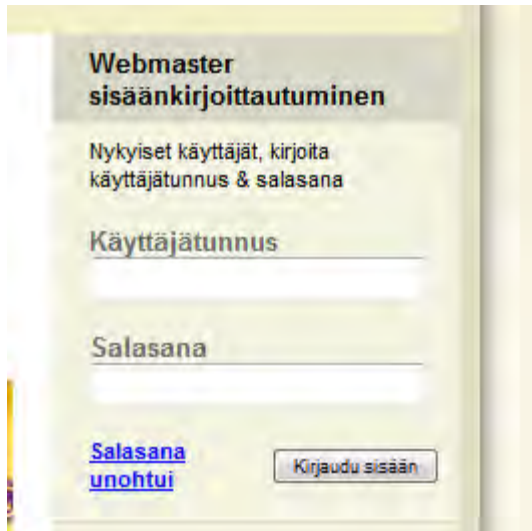 Webmaster
sisäänkirjoittautuminen
Nykyiset käyttäjät, kirjoita
käyttäjätunnus & salasana
Käyttäjätunnus
Salasana
Salasana
unohtui
Kirjaudu sisään